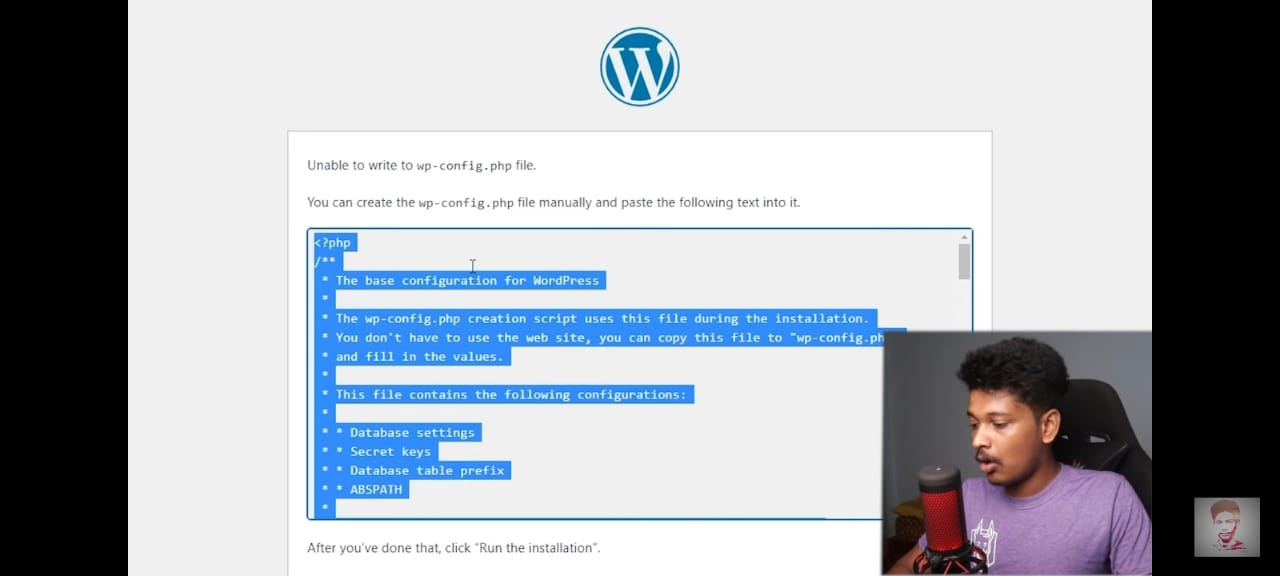 Unable to write to wp-config.php file.
You can create the wp-config.php file manually and paste the following text into it.
<?php
/**
* The base configuration for WordPress
*
* The wp-config.php creation script uses this file during the installation.
* You don't have to use the web site, you can copy this file to "wp-config.ph
* and fill in the values.
*
* This file contains the following configurations:
*
* * Database settings
* * Secret keys
* * Database table prefix
* * ABSPATH
*
After you've done that, click “Run the installation”.